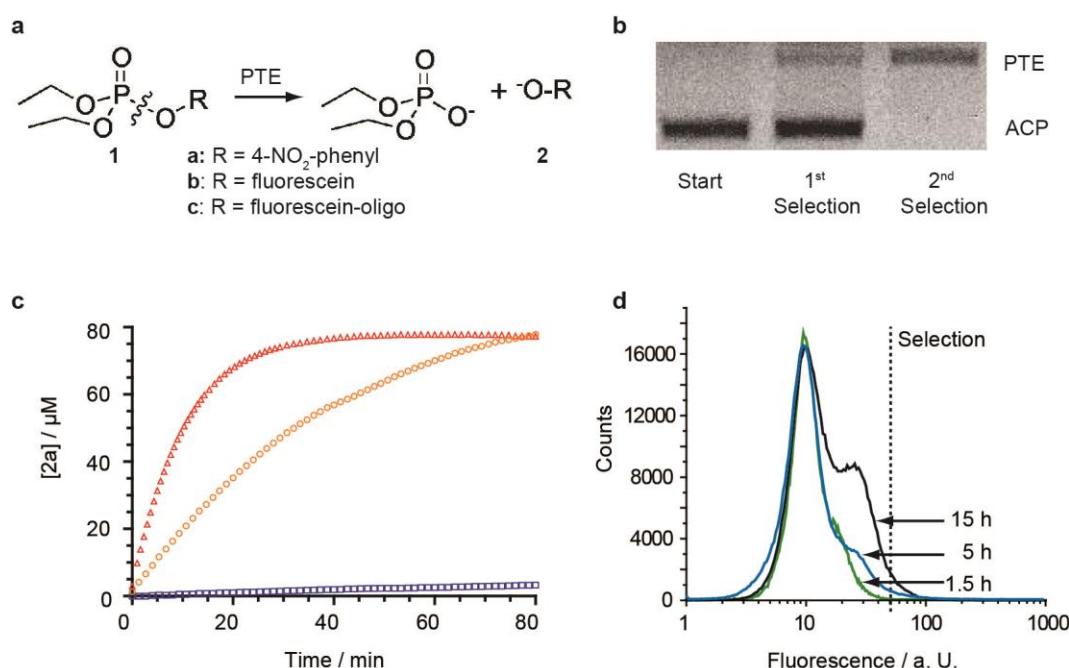 a
O
P
O
O
O
R
1
PTE
O
P
O
O
O-
+ -O-R
2
a: R = 4-NO2-phenyl
b: R = fluorescein
c: R = fluorescein-oligo
b
PTE
ACP
Start
1st Selection
2nd Selection
c
80
60
40
20
0
[2a] / µM
0
20
40
60
80
Time / min
d
Selection
16000
12000
8000
4000
0
Counts
15 h
5 h
1.5 h
1
10
100
1000
Fluorescence / a. U.